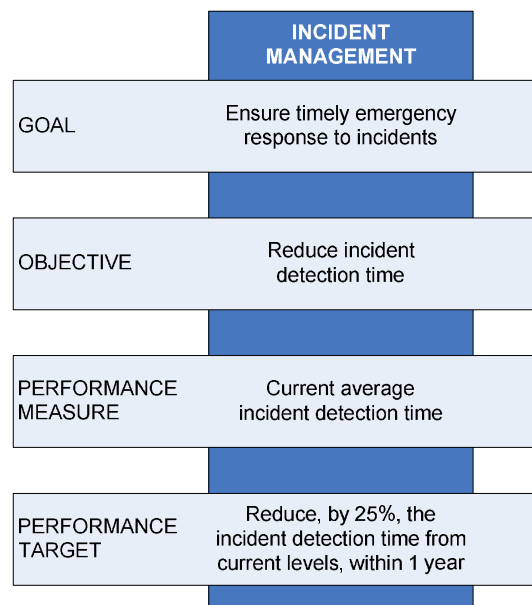 INCIDENT
MANAGEMENT
GOAL
Ensure timely emergency
response to incidents
OBJECTIVE
Reduce incident
detection time
PERFORMANCE
MEASURE
Current average
incident detection time
PERFORMANCE
TARGET
Reduce, by 25%, the
incident detection time from
current levels, within 1 year